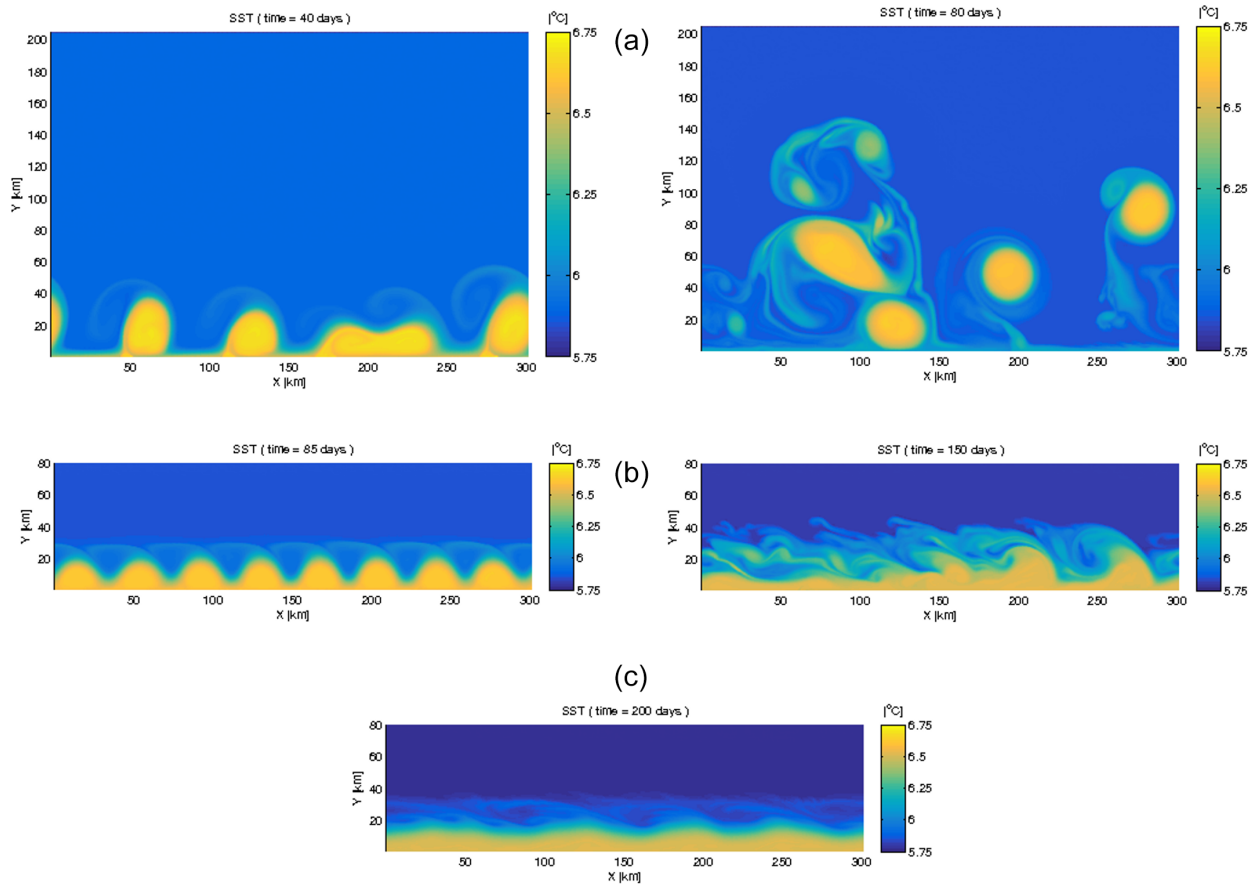 SST ( time = 40 days )
[°C]
(a)
SST ( time = 80 days )
[°C]
200
180
160
140
120
100
80
60
40
20
Y [km]
50 100 150 200 250 300
X [km]
6.75
6.5
6.25
6
5.75
200
180
160
140
120
100
80
60
40
20
Y [km]
50 100 150 200 250 300
X [km]
6.75
6.5
6.25
6
5.75
SST ( time = 85 days )
[°C]
(b)
SST ( time = 150 days )
[°C]
80
60
40
20
Y [km]
50 100 150 200 250 300
X [km]
6.75
6.5
6.25
6
5.75
80
60
40
20
Y [km]
50 100 150 200 250 300
X [km]
6.75
6.5
6.25
6
5.75
(c)
SST ( time = 200 days )
[°C]
80
60
40
20
Y [km]
50 100 150 200 250 300
X [km]
6.75
6.5
6.25
6
5.75